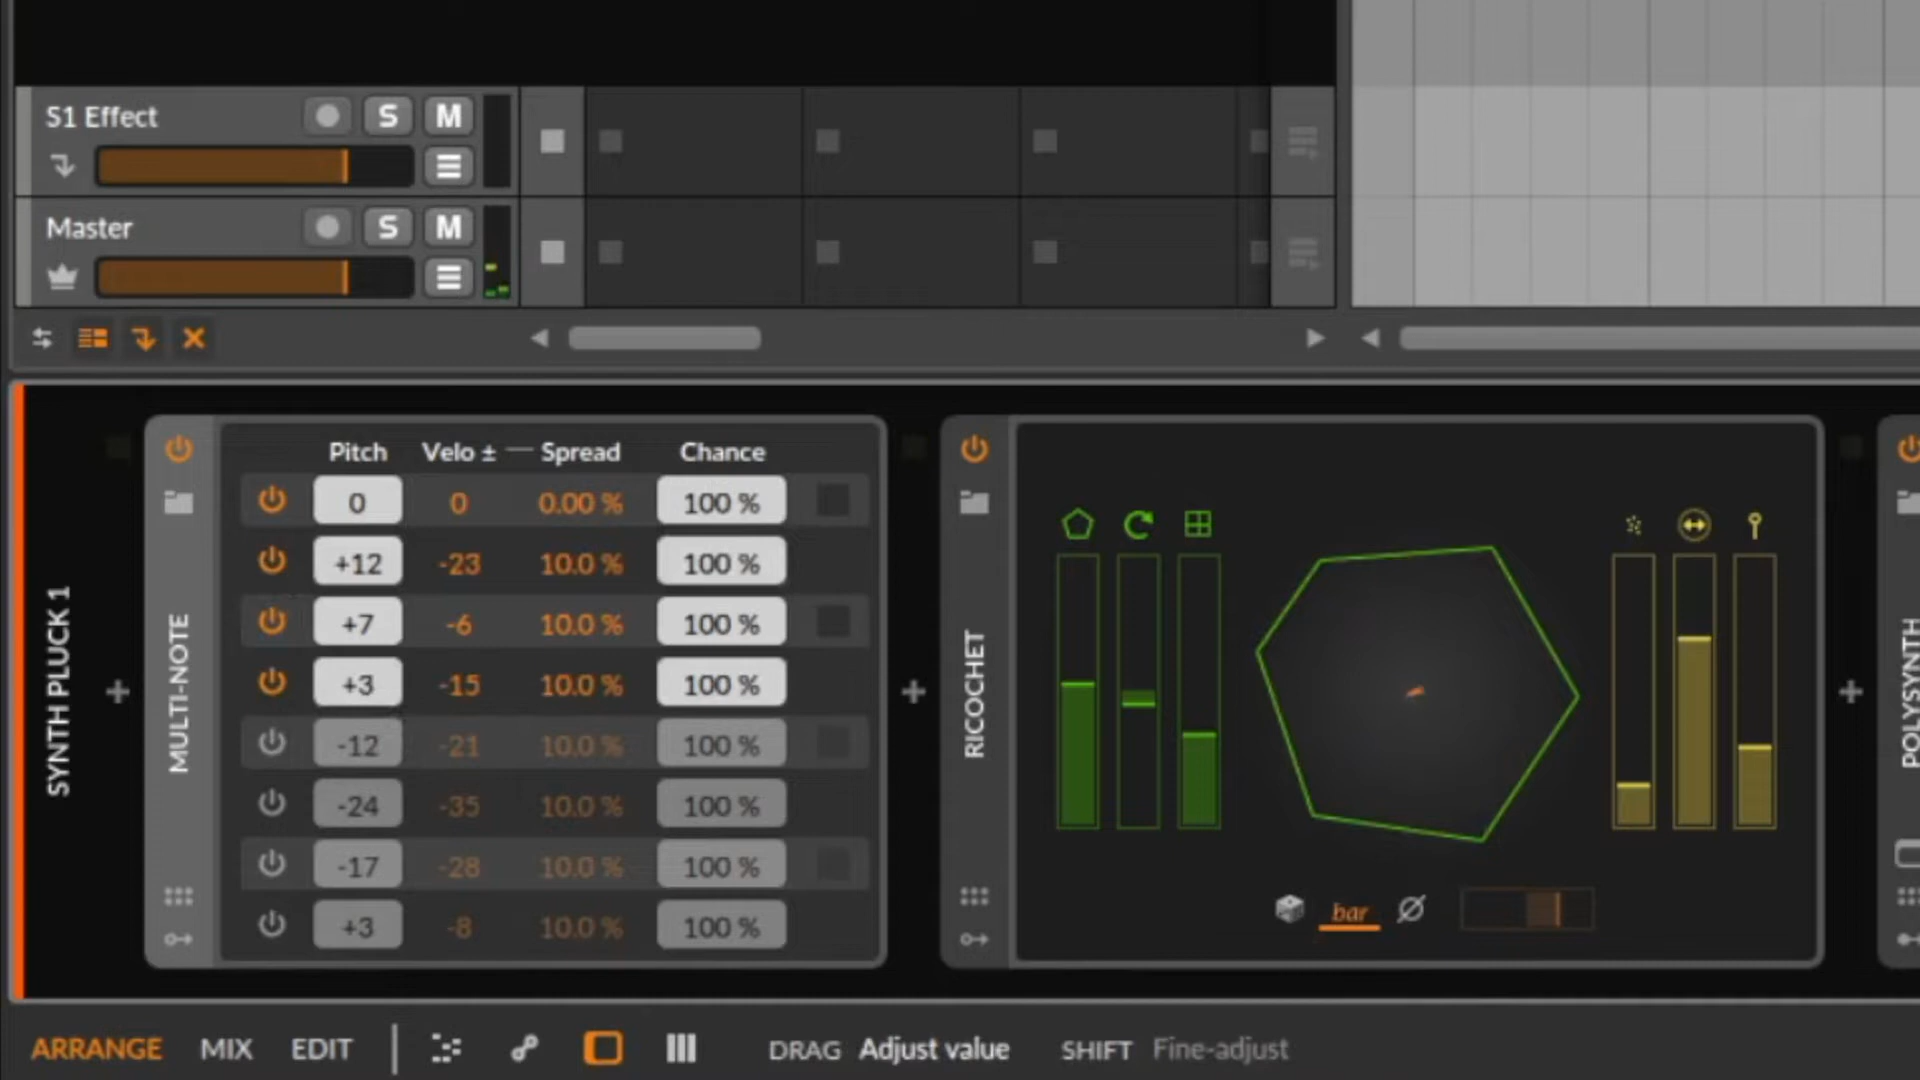 S1 Effect S M
Master S M
SYNTH PLUCK 1
MULTI-NOTE
Pitch Velo ± Spread Chance
0 0 0.00 % 100 %
+12 -23 10.0 % 100 %
+7 -6 10.0 % 100 %
+3 -15 10.0 % 100 %
-12 -21 10.0 % 100 %
-24 -35 10.0 % 100 %
-17 -28 10.0 % 100 %
+3 -8 10.0 % 100 %
RICOCHET
bar
POLYSYNTH
ARRANGE MIX EDIT DRAG Adjust value SHIFT Fine-adjust